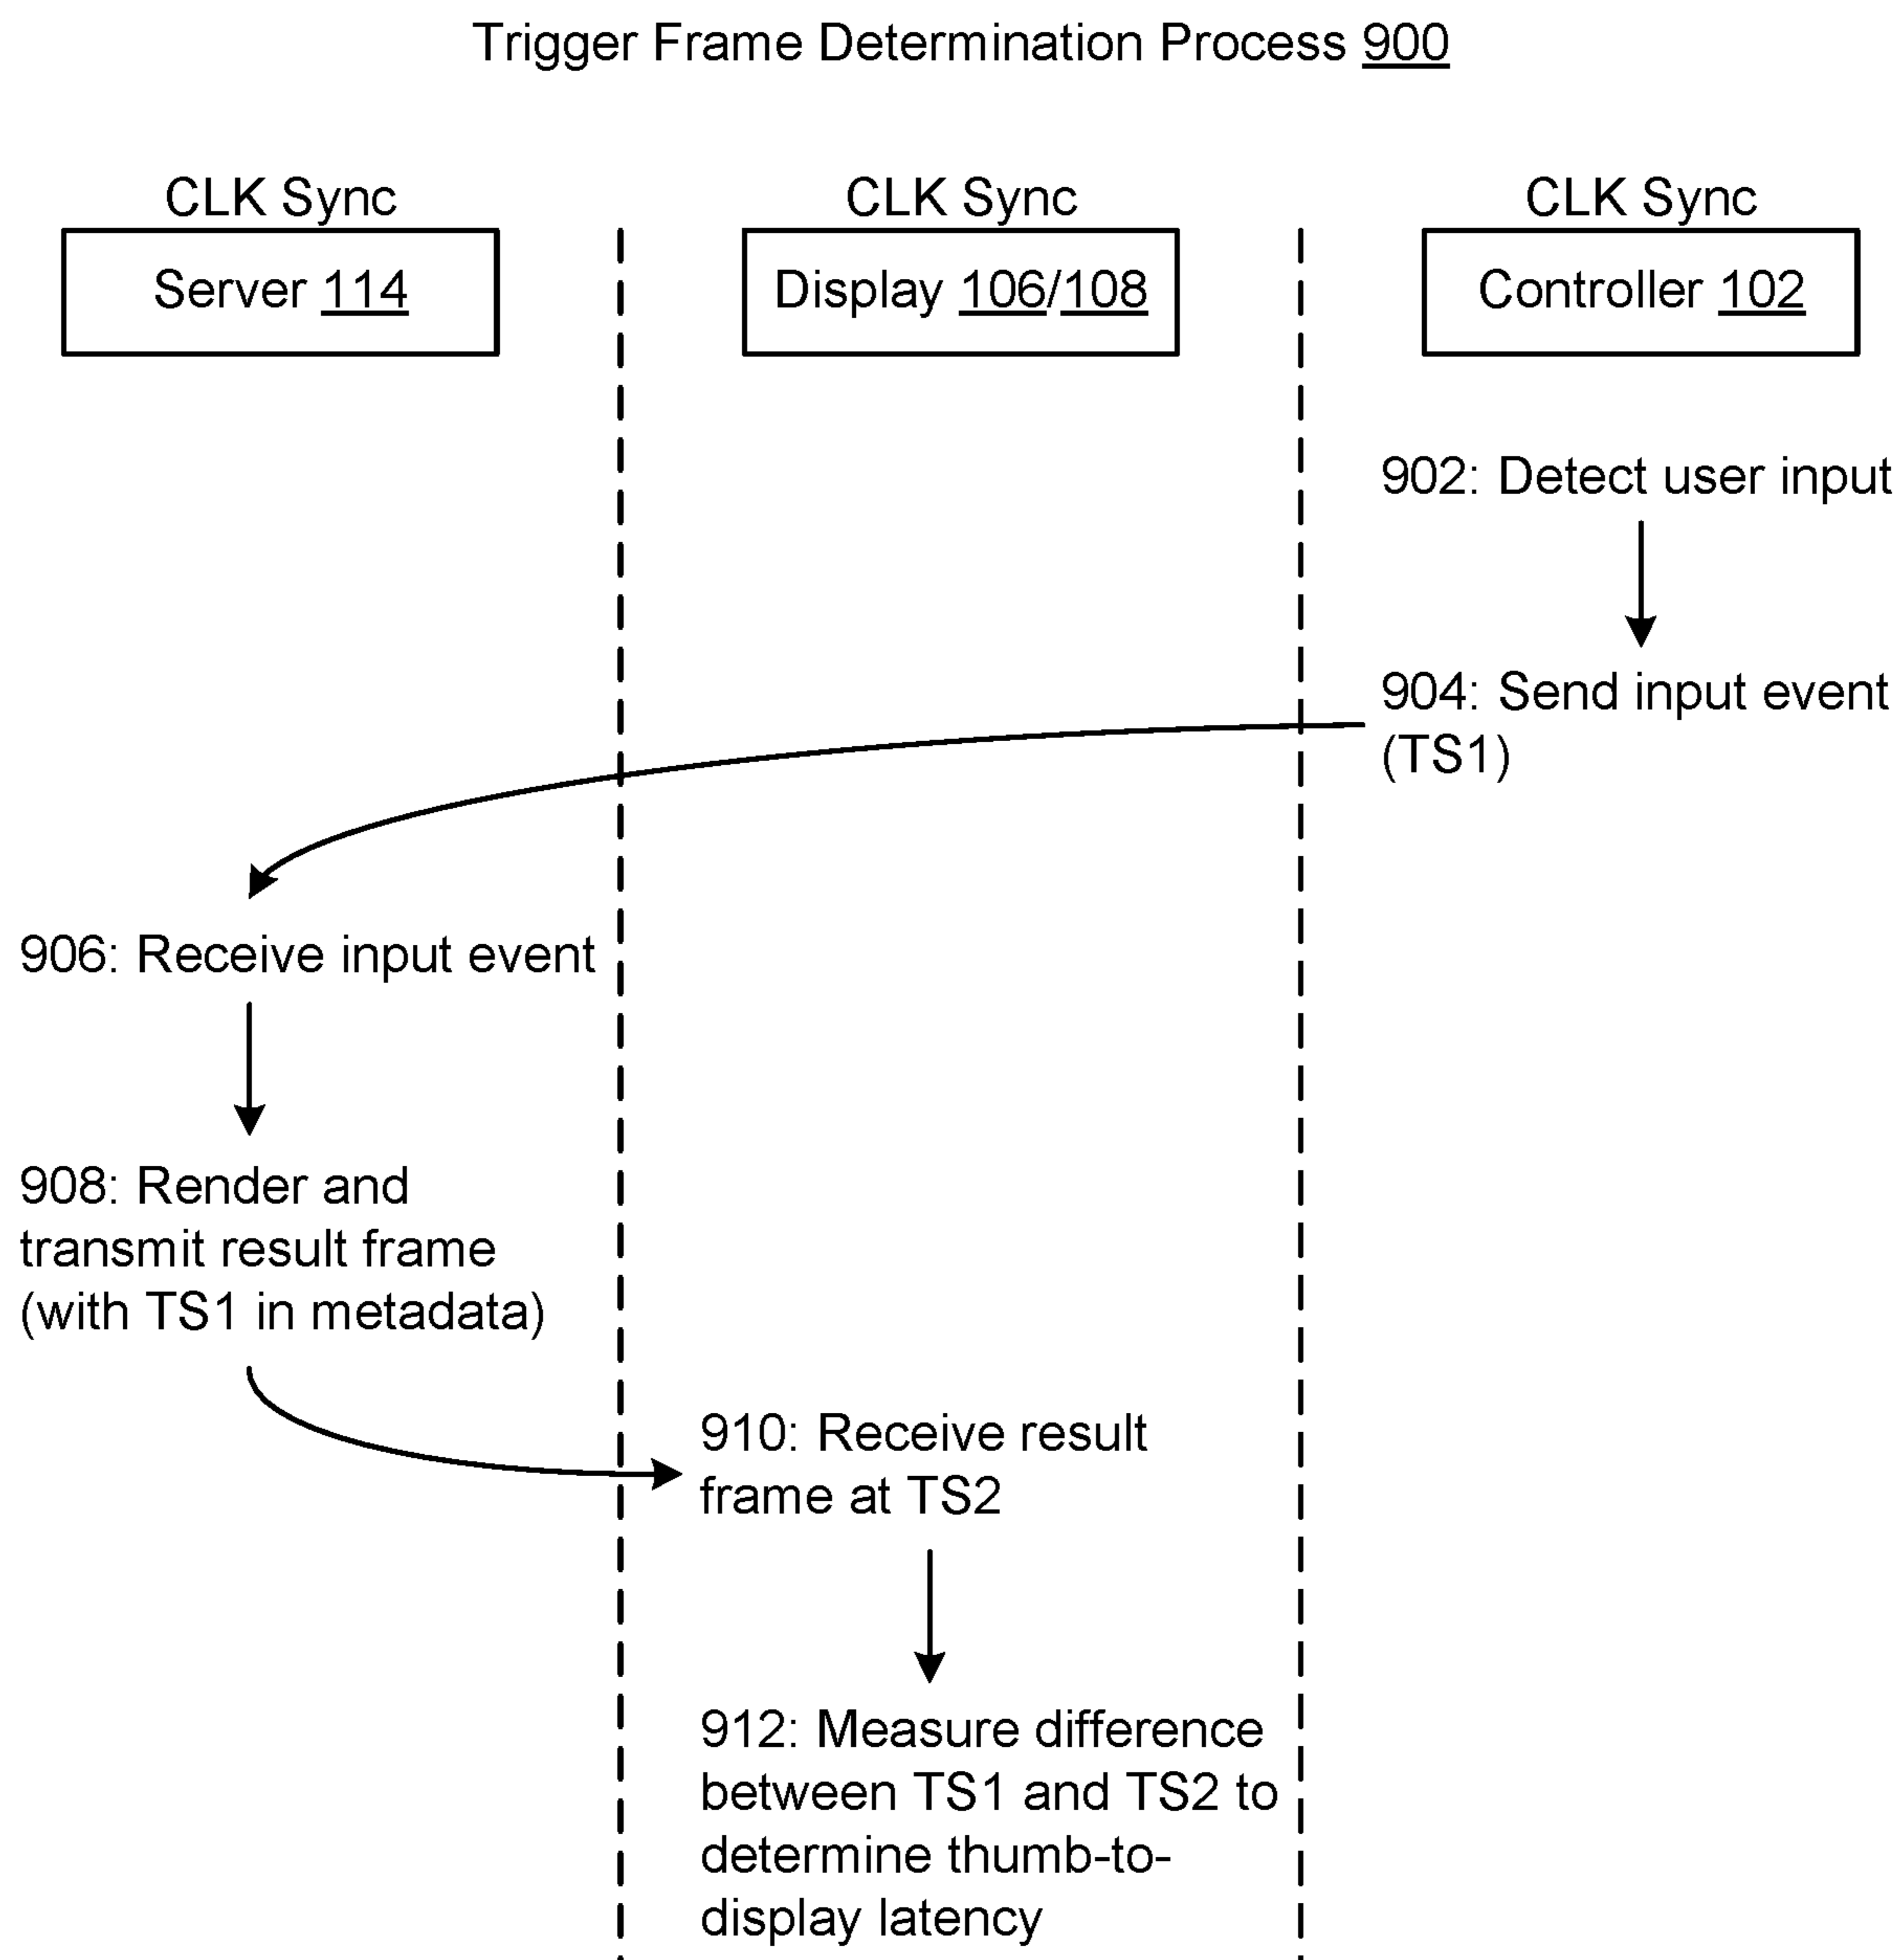 Trigger Frame Determination Process 900
CLK Sync
CLK Sync
CLK Sync
Server 114
Display 106/108
Controller 102
902: Detect user input
904: Send input event
(TS1)
906: Receive input event
908: Render and
transmit result frame
(with TS1 in metadata)
910: Receive result
frame at TS2
912: Measure difference
between TS1 and TS2 to
determine thumb-to-
display latency